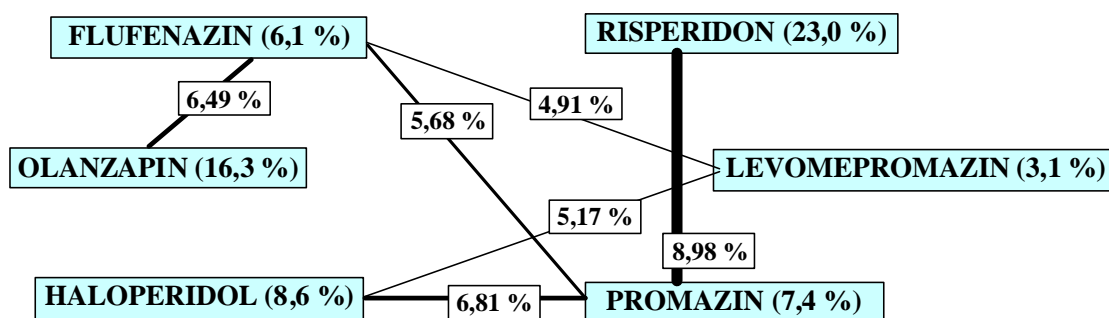 FLUFENAZIN (6,1 %)
RISPERIDON (23,0 %)
6,49 %
4,91 %
5,68 %
OLANZAPIN (16,3 %)
LEVOMEPROMAZIN (3,1 %)
5,17 %
8,98 %
HALOPERIDOL (8,6 %)
6,81 %
PROMAZIN (7,4 %)